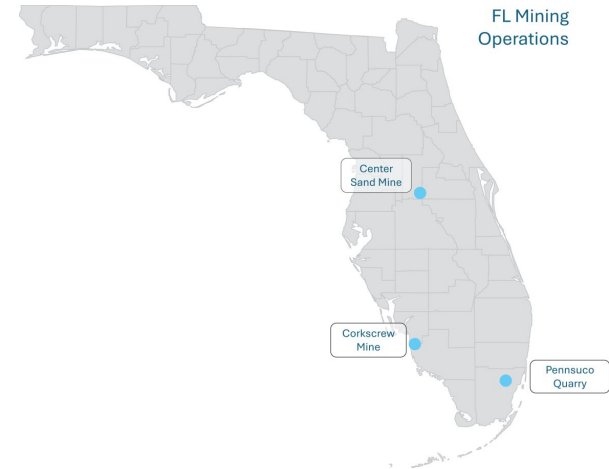 FL Mining
Operations
Center
Sand Mine
Corkscrew
Mine
Pennsuco
Quarry